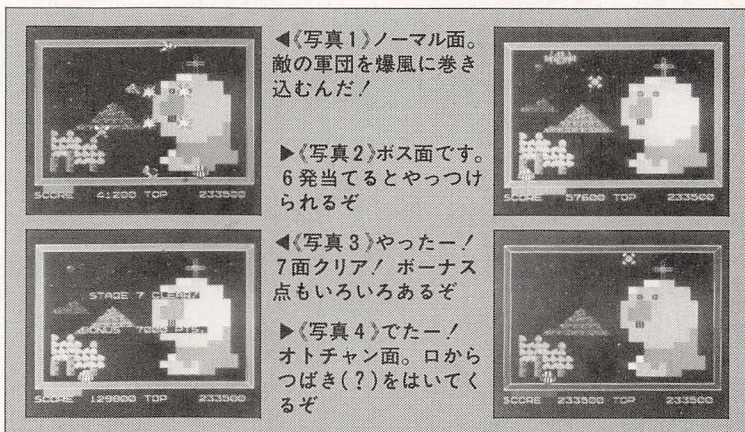 ◀《写真1》ノーマル面。
敵の軍団を爆風に巻き
込むんだ！
▶《写真2》ボス面です。
6発当てるとやっつけ
られるぞ
◀《写真3》やったー！
7面クリア！ ボーナス
点もいろいろあるぞ
▶《写真4》でたー！
オトチャン面。口から
つばき(？)をはいてく
るぞ
SCORE 41200 TOP 233500
SCORE 57600 TOP 233500
STAGE 7 CLEAR!
BONUS 7000 PTS.
SCORE 129800 TOP 233500
SCORE 233500 TOP 233500